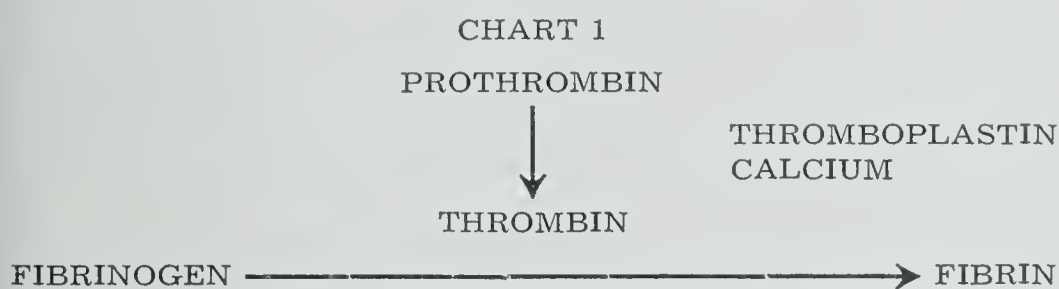 CHART 1
PROTHROMBIN
THROMBOPLASTIN
CALCIUM
THROMBIN
FIBRINOGEN FIBRIN